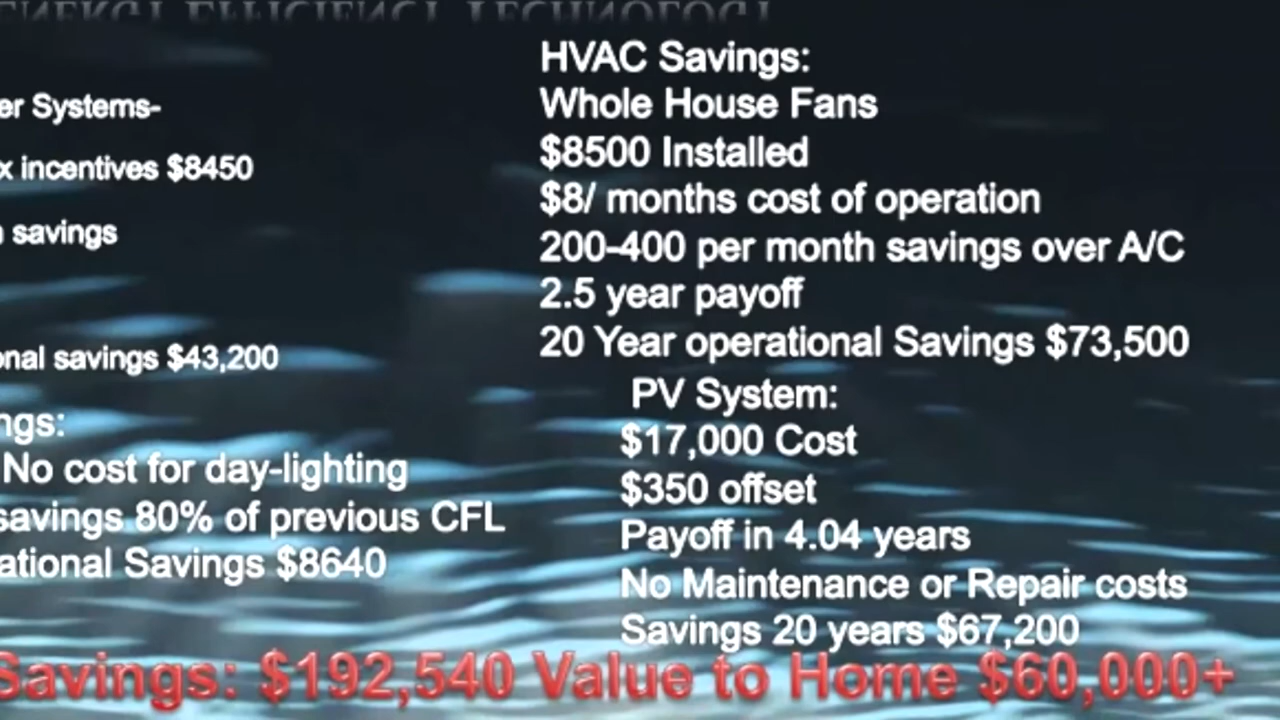 ENERGY EFFICIENCY TECHNOLOGY
er Systems-
x incentives $8450
savings
onal savings $43,200
ngs:
No cost for day-lighting
savings 80% of previous CFL
ational Savings $8640
HVAC Savings:
Whole House Fans
$8500 Installed
$8/ months cost of operation
200-400 per month savings over A/C
2.5 year payoff
20 Year operational Savings $73,500
PV System:
$17,000 Cost
$350 offset
Payoff in 4.04 years
No Maintenance or Repair costs
Savings 20 years $67,200
Savings: $192,540 Value to Home $60,000+